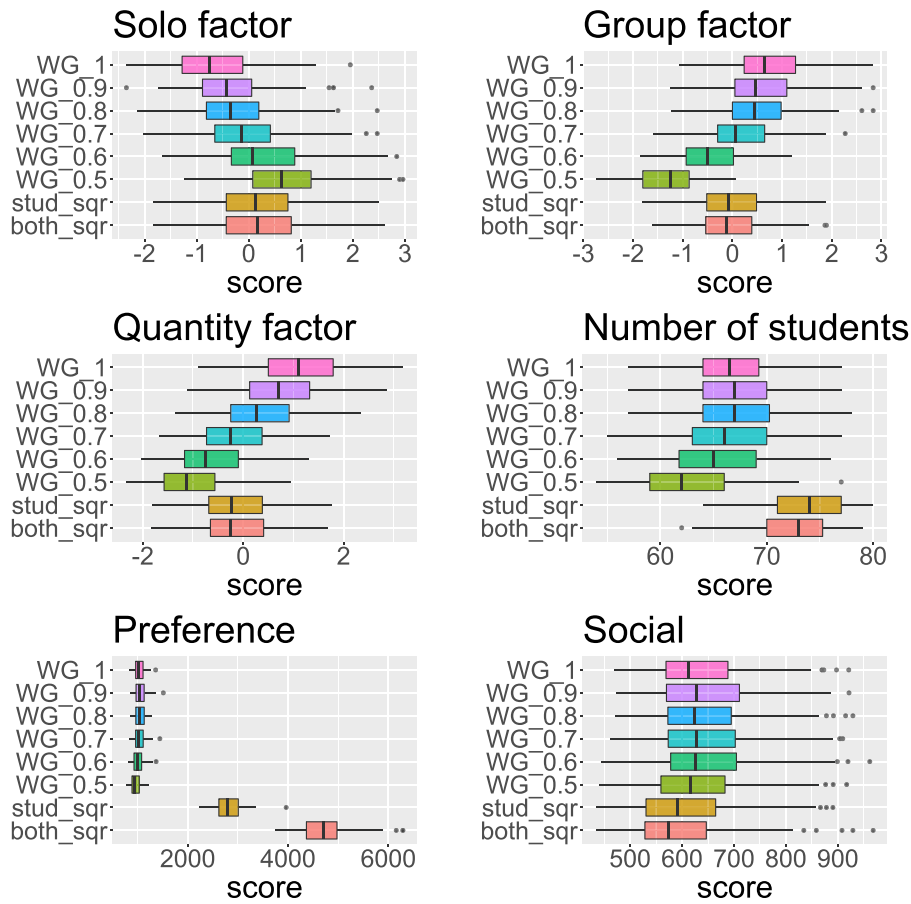 Solo factor
WG_1
WG_0.9
WG_0.8
WG_0.7
WG_0.6
WG_0.5
stud_sqr
both_sqr
-2 -1 0 1 2 3
score
Group factor
WG_1
WG_0.9
WG_0.8
WG_0.7
WG_0.6
WG_0.5
stud_sqr
both_sqr
-3 -2 -1 0 1 2 3
score
Quantity factor
WG_1
WG_0.9
WG_0.8
WG_0.7
WG_0.6
WG_0.5
stud_sqr
both_sqr
-2 0 2
score
Number of students
WG_1
WG_0.9
WG_0.8
WG_0.7
WG_0.6
WG_0.5
stud_sqr
both_sqr
60 70 80
score
Preference
WG_1
WG_0.9
WG_0.8
WG_0.7
WG_0.6
WG_0.5
stud_sqr
both_sqr
2000 4000 6000
score
Social
WG_1
WG_0.9
WG_0.8
WG_0.7
WG_0.6
WG_0.5
stud_sqr
both_sqr
500 600 700 800 900
score